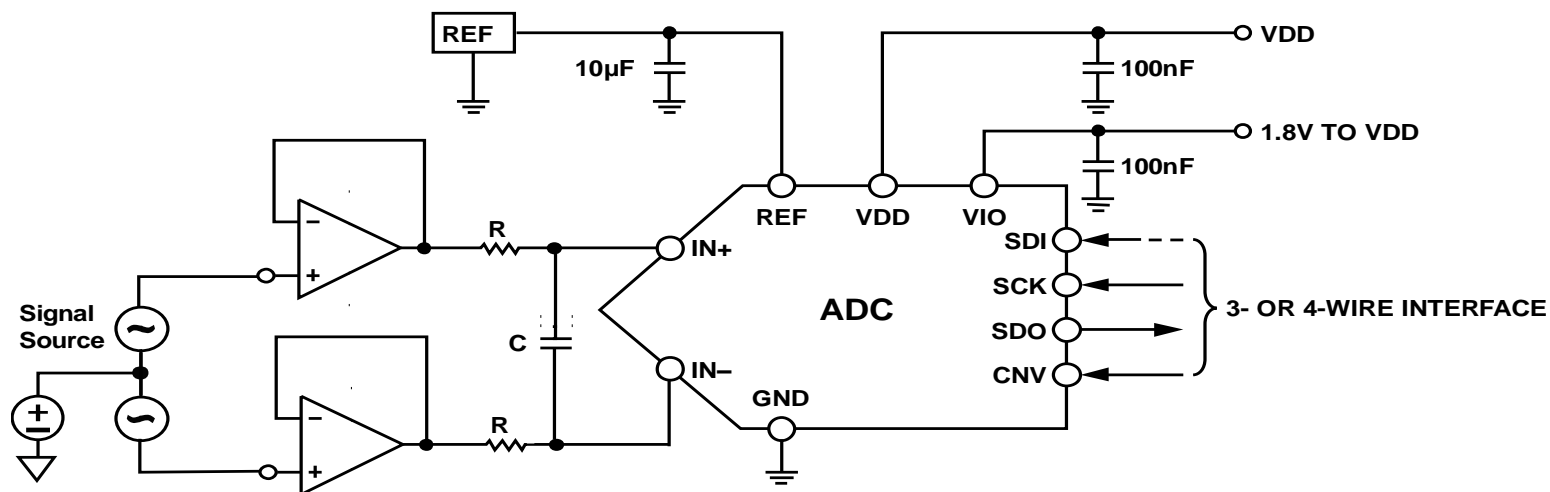 REF
10µF
VDD
100nF
1.8V TO VDD
100nF
REF
VDD
VIO
R
IN+
SDI
SCK
ADC
SDO
3- OR 4-WIRE INTERFACE
CNV
Signal
Source
C
IN–
GND
R
–
+
–
+
+
–